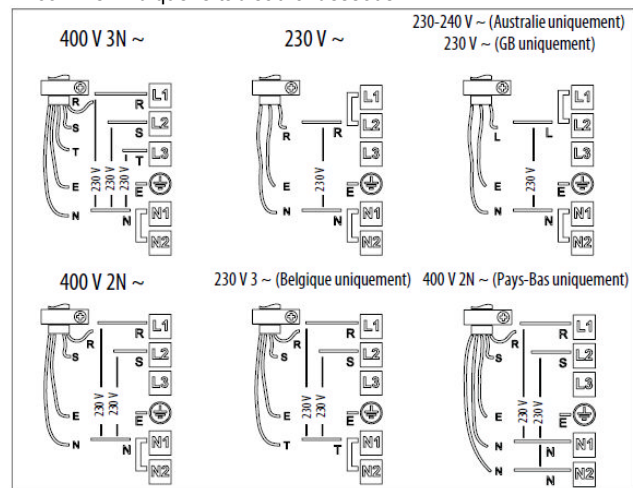 400 V 3N ~
R
R
L1
S
S
L2
T
T
L3
230 V
230 V
230 V
E
E
N
N
N1
N2
230 V ~
L1
R
R
L2
L3
230 V
E
E
N
N
N1
N2
230-240 V ~ (Australie uniquement)
230 V ~ (GB uniquement)
L1
L
L
L2
L3
230 V
E
E
N
N
N1
N2
400 V 2N ~
R
R
L1
S
S
L2
L3
230 V
230 V
E
E
N
N
N1
N2
230 V 3 ~ (Belgique uniquement)
R
R
L1
S
S
L2
L3
230 V
230 V
E
E
T
T
N1
N2
400 V 2N ~ (Pays-Bas uniquement)
R
R
L1
S
S
L2
L3
230 V
230 V
E
E
N
N
N1
N
N
N2